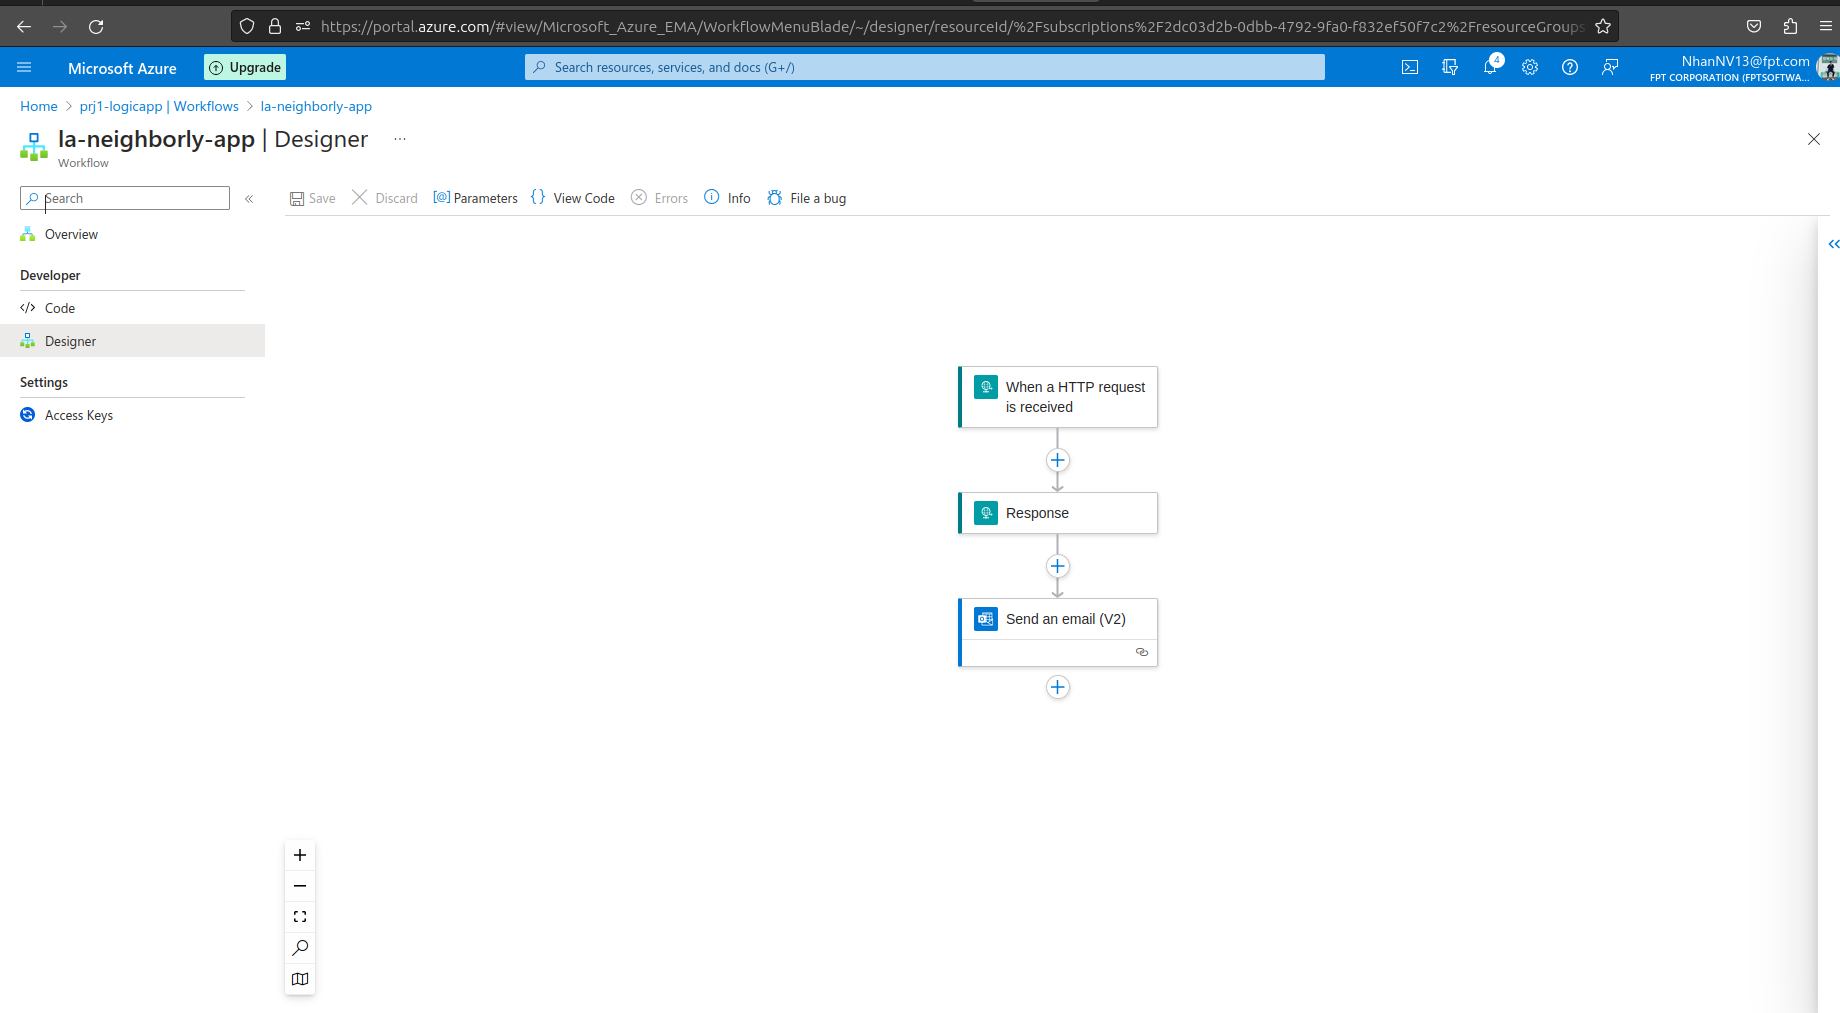 https://portal.azure.com/#view/Microsoft_Azure_EMA/WorkflowMenuBlade/~/designer/resourceId/%2Fsubscriptions%2F2dc03d2b-0dbb-4792-9fa0-f832ef50f7c2%2FresourceGroups
Microsoft Azure
Upgrade
Search resources, services, and docs (G+/)
4
NhanNV13@fpt.com
FPT CORPORATION (FPTSOFTWA...
Home > prj1-logicapp | Workflows > la-neighborly-app
la-neighborly-app | Designer ...
Workflow
Search
«
Save
Discard
Parameters
View Code
Errors
Info
File a bug
Overview
Developer
Code
Designer
Settings
Access Keys
When a HTTP request
is received
Response
Send an email (V2)